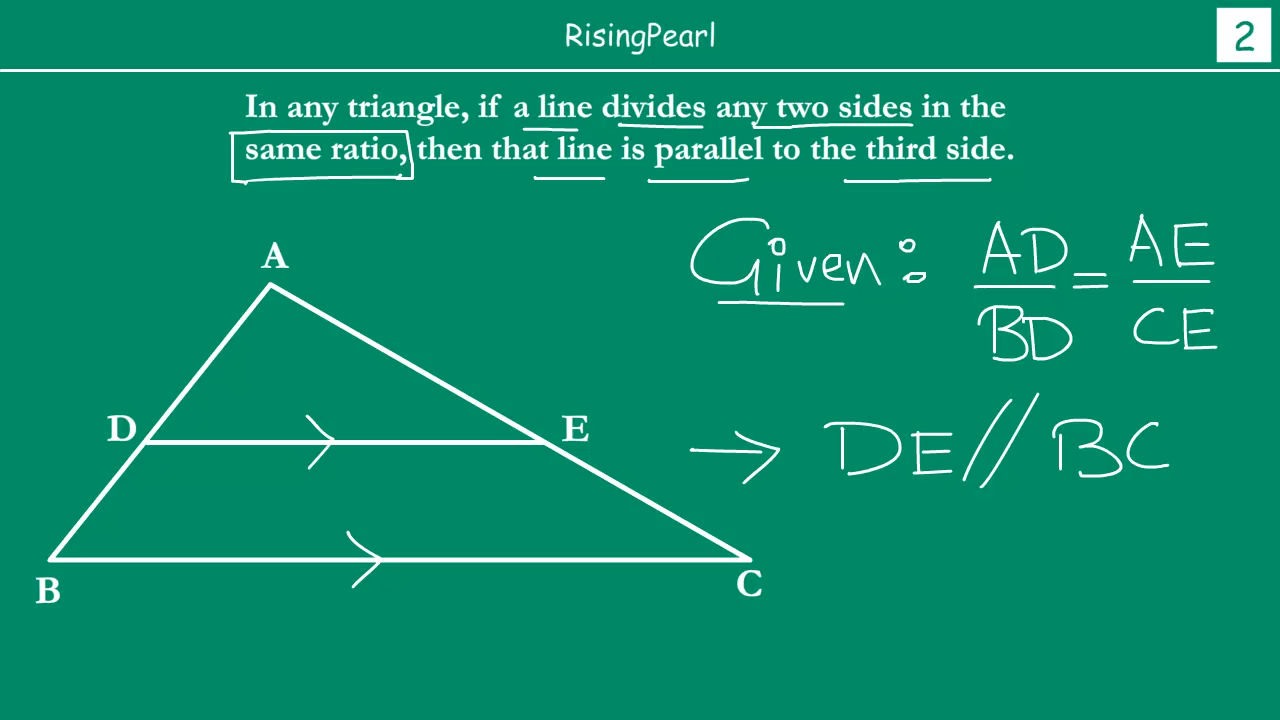 RisingPearl
2
In any triangle, if a line divides any two sides in the
same ratio, then that line is parallel to the third side.
A
Given : AD/BD = AE/CE
D
E
→ DE // BC
B
C